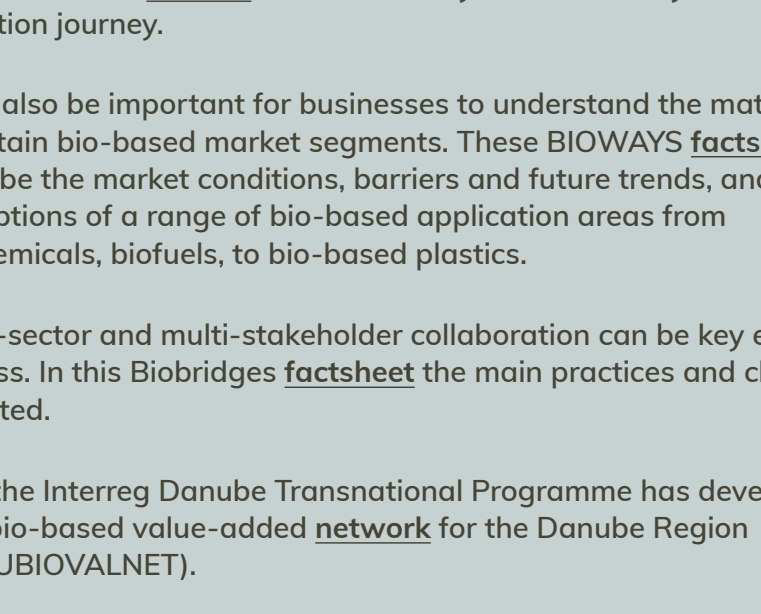 tion journey.
also be important for businesses to understand the mat
tain bio-based market segments. These BIOWAYS facts
be the market conditions, barriers and future trends, and
ptions of a range of bio-based application areas from
emicals, biofuels, to bio-based plastics.
-sector and multi-stakeholder collaboration can be key e
ss. In this Biobridges factsheet the main practices and cl
ted.
the Interreg Danube Transnational Programme has deve
bio-based value-added network for the Danube Region
UBIOVALNET).